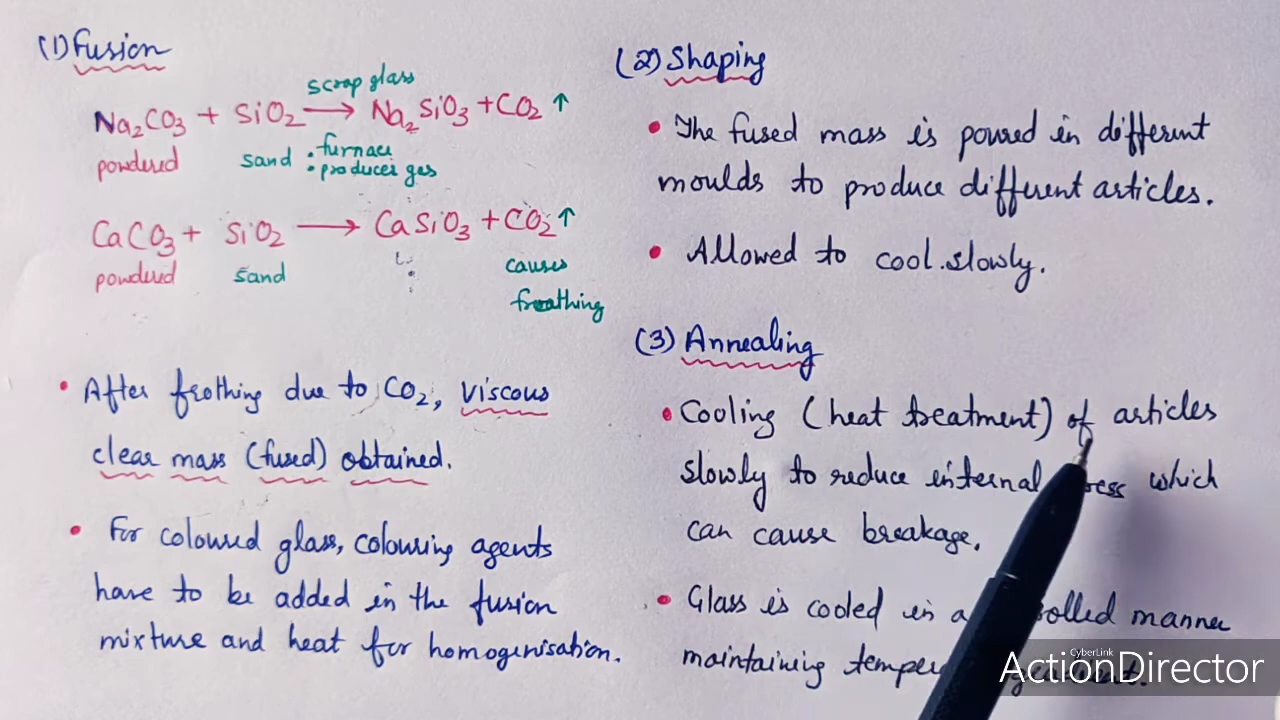 (1) Fusion
scrap glass
Na2CO3 + SiO2 → Na2SiO3 + CO2 ↑
powdered sand • furnace
• producer gas
CaCO3 + SiO2 → CaSiO3 + CO2 ↑
powdered sand causes
froathing
• After frothing due to CO2, viscous
clear mass (fused) obtained.
• For coloured glass, colouring agents
have to be added in the fusion
mixture and heat for homogenisation.
(2) Shaping
• The fused mass is poured in different
moulds to produce different articles.
• Allowed to cool slowly.
(3) Annealing
• Cooling (heat treatment) of articles
slowly to reduce internal which
can cause breakage.
• Glass is cooled in a manner
maintaining
CyberLink
ActionDirector